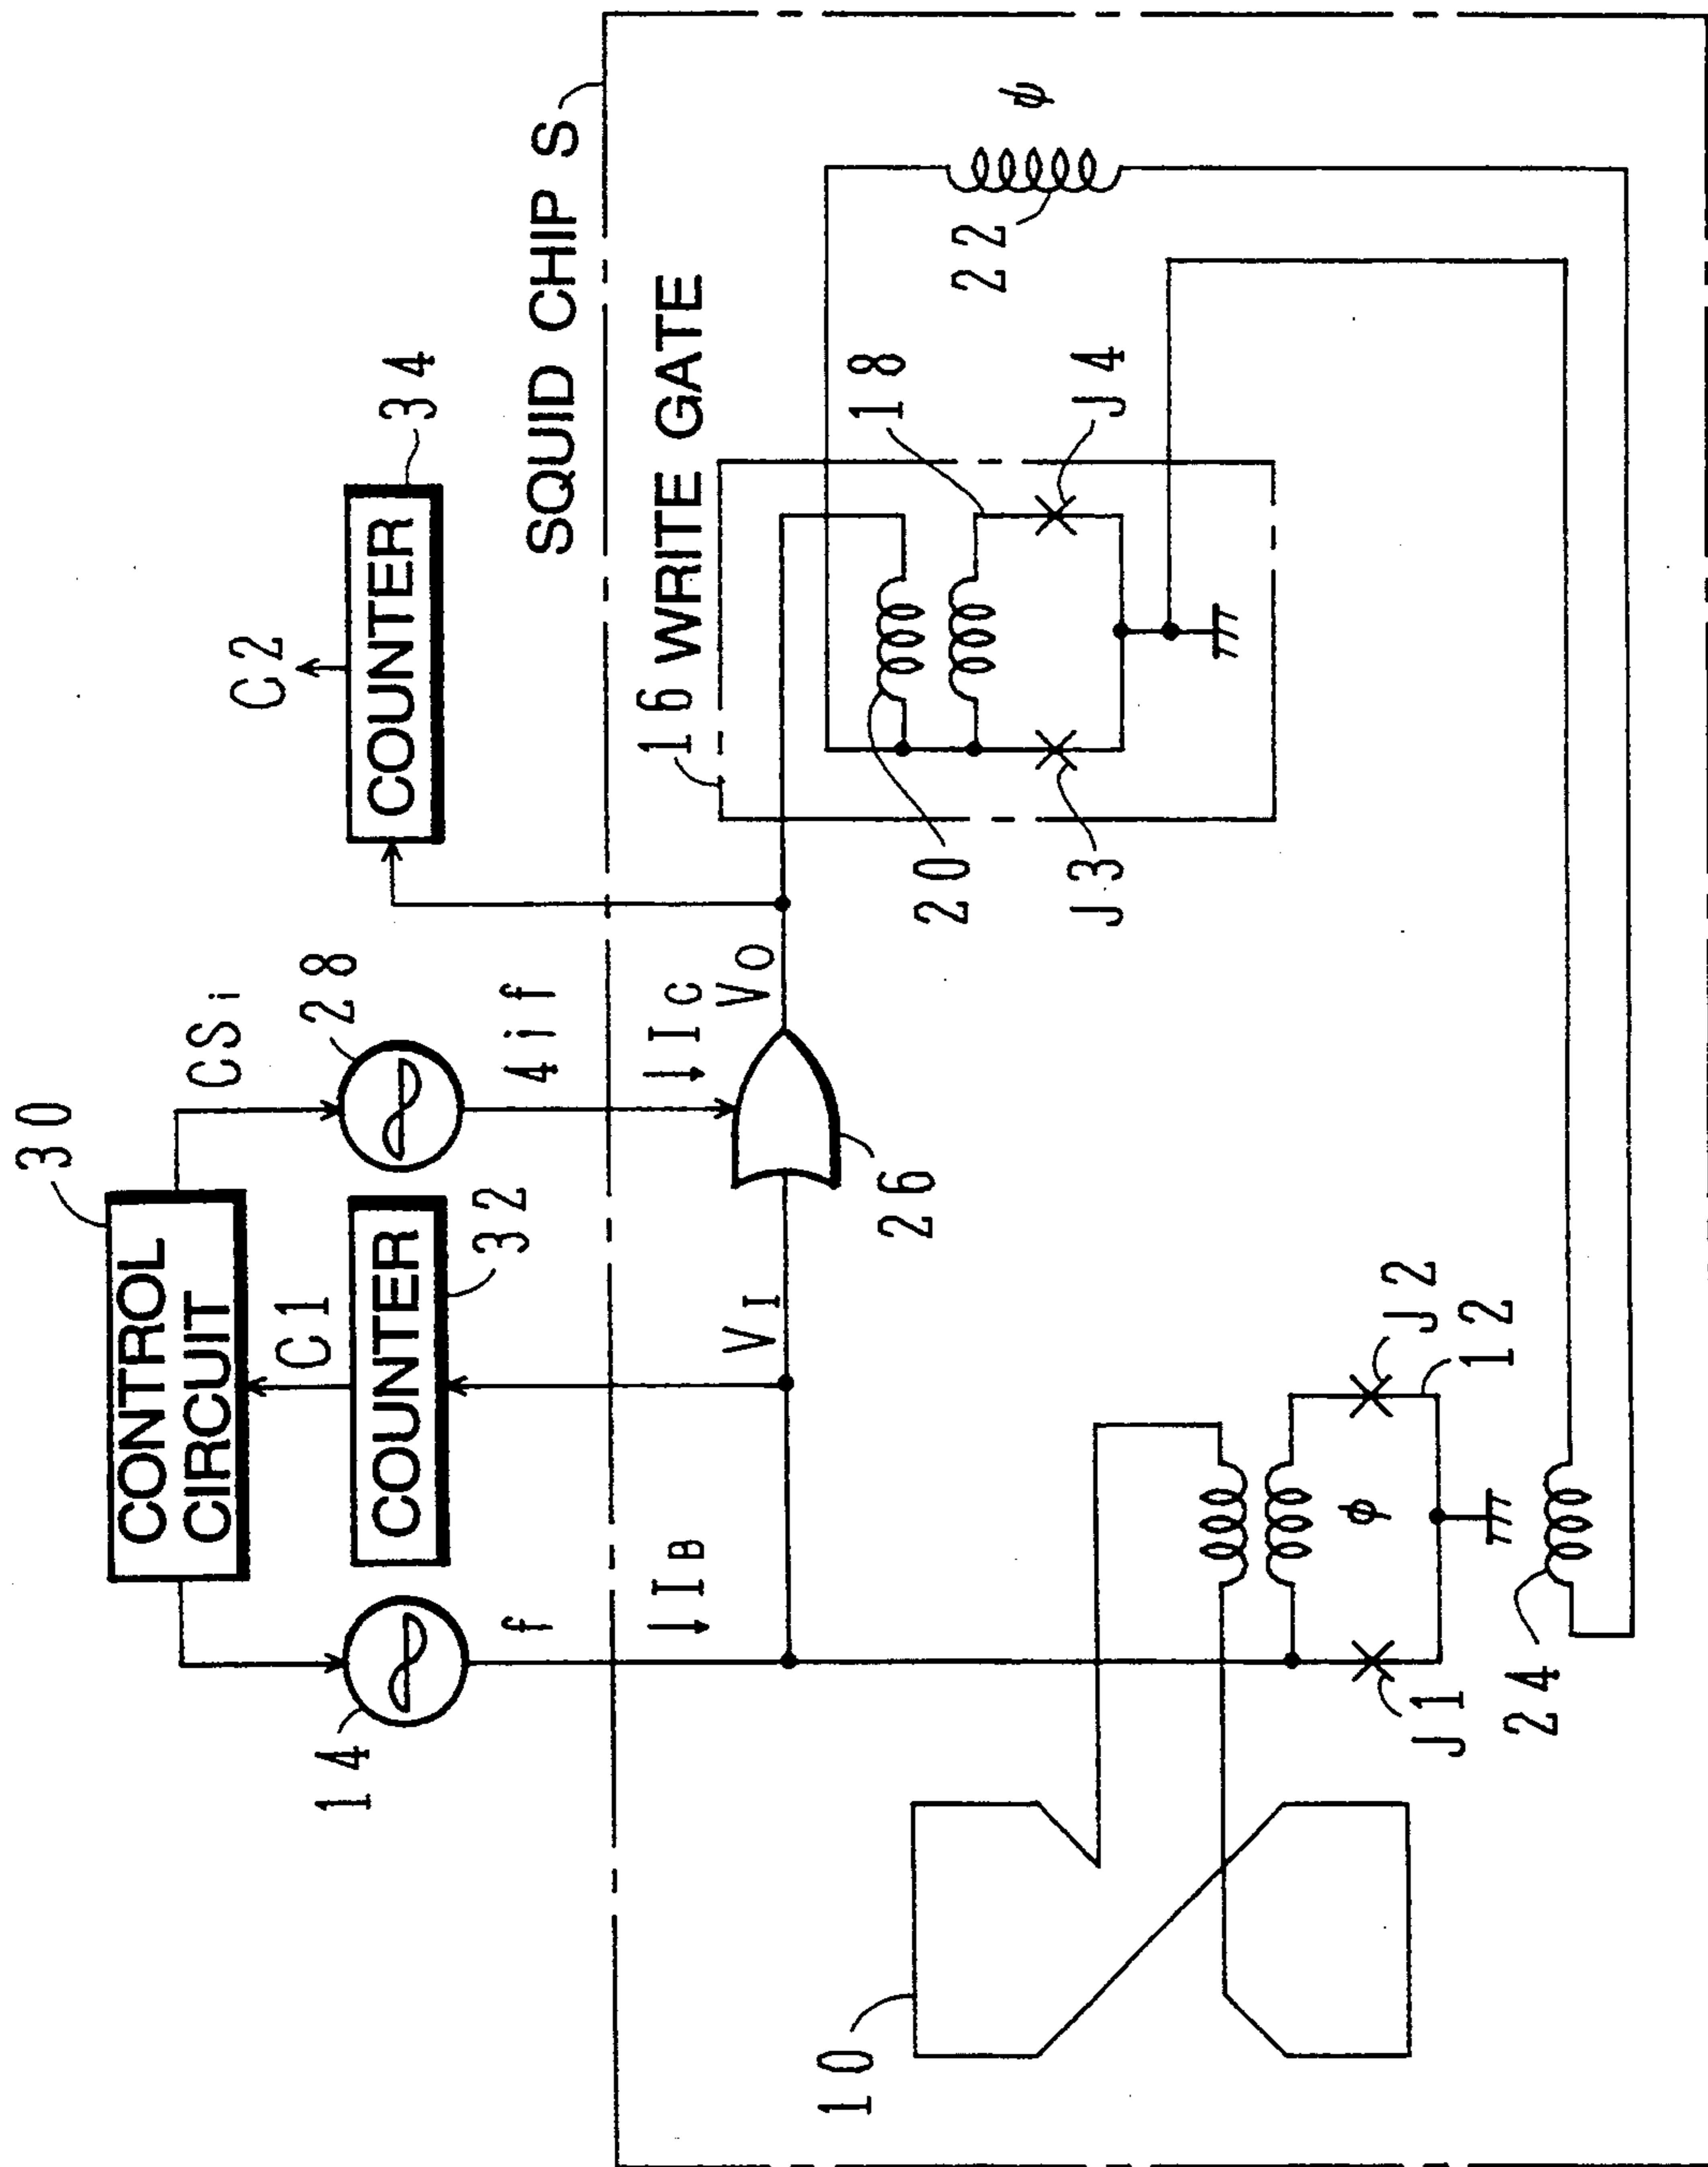 30
CONTROL
CIRCUIT
CSi
C2
14
C1
28
COUNTER
COUNTER
34
32
f
4if
SQUID CHIP S
IB
IC
16 WRITE GATE
VI
VO
10
26
20
18
22
ϕ
J3
J4
ϕ
J1
J2
12
24